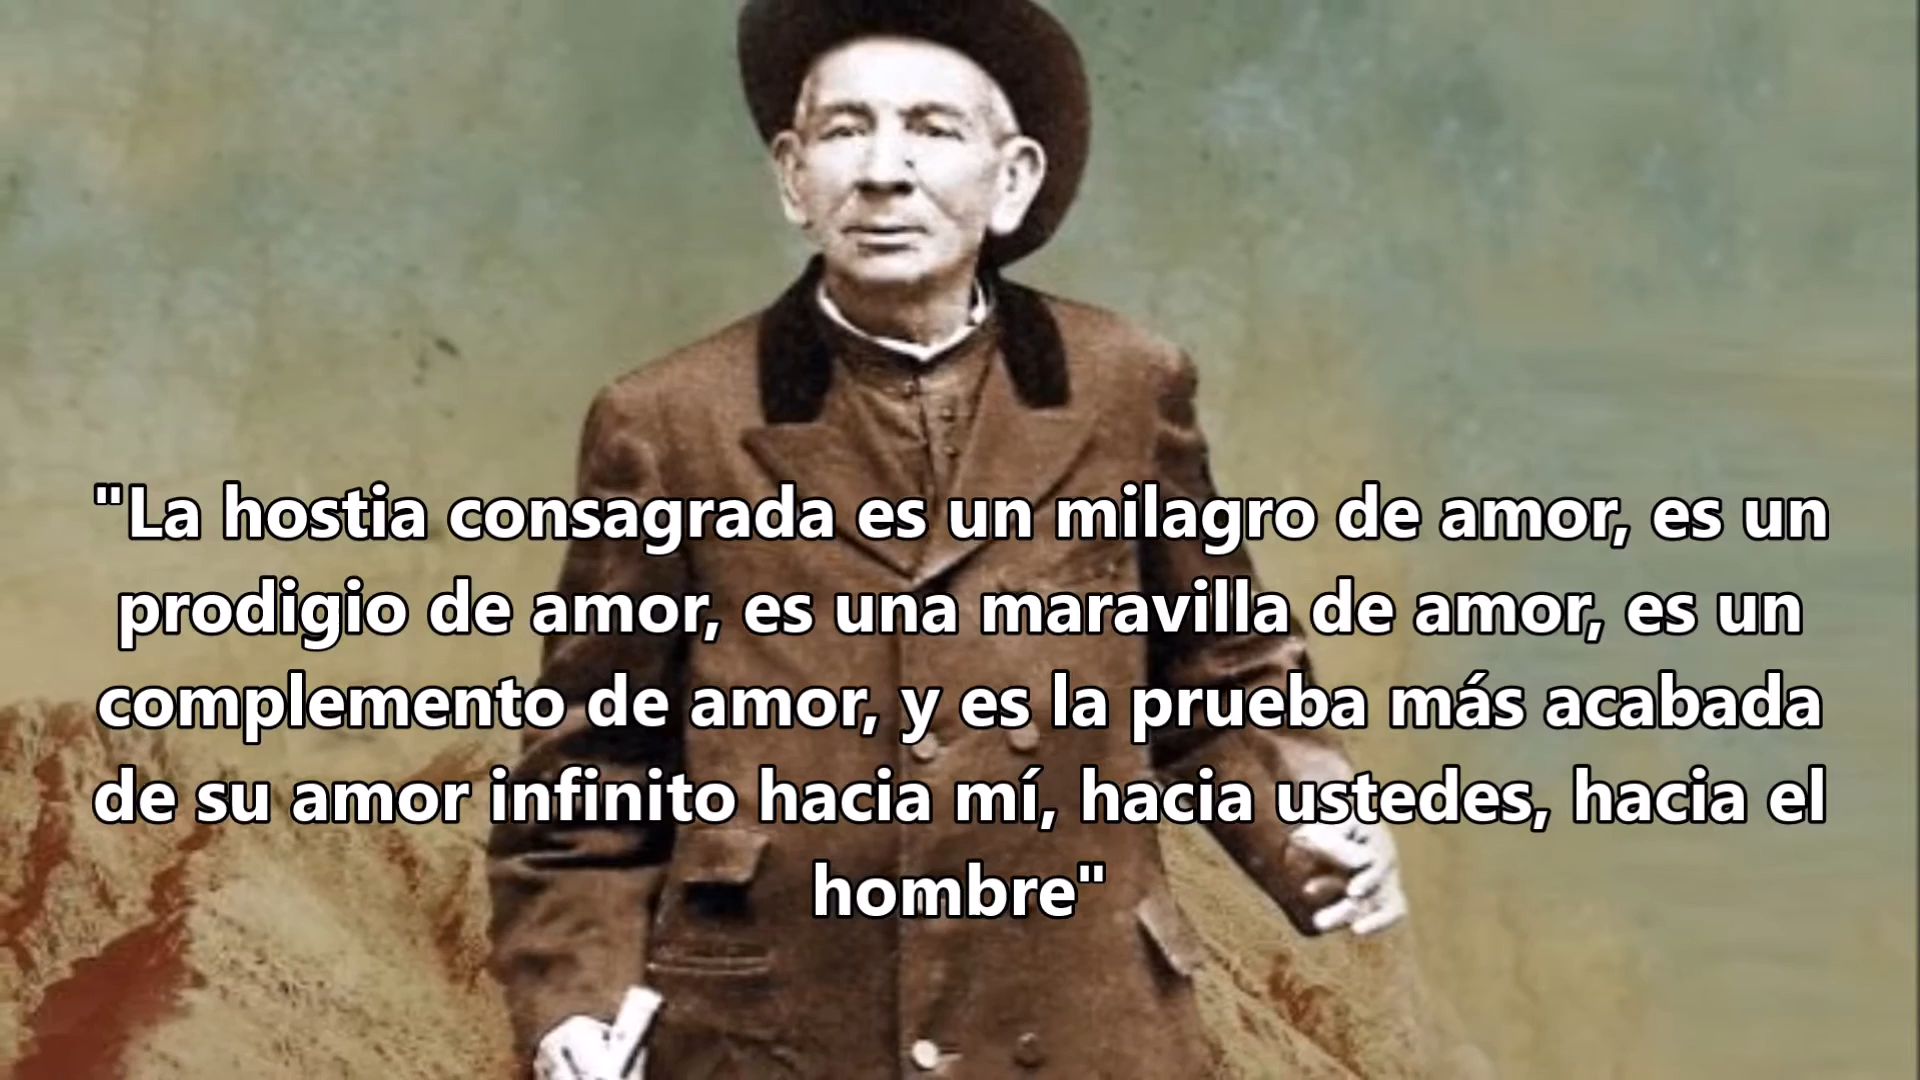 "La hostia consagrada es un milagro de amor, es un
prodigio de amor, es una maravilla de amor, es un
complemento de amor, y es la prueba más acabada
de su amor infinito hacia mí, hacia ustedes, hacia el
hombre"